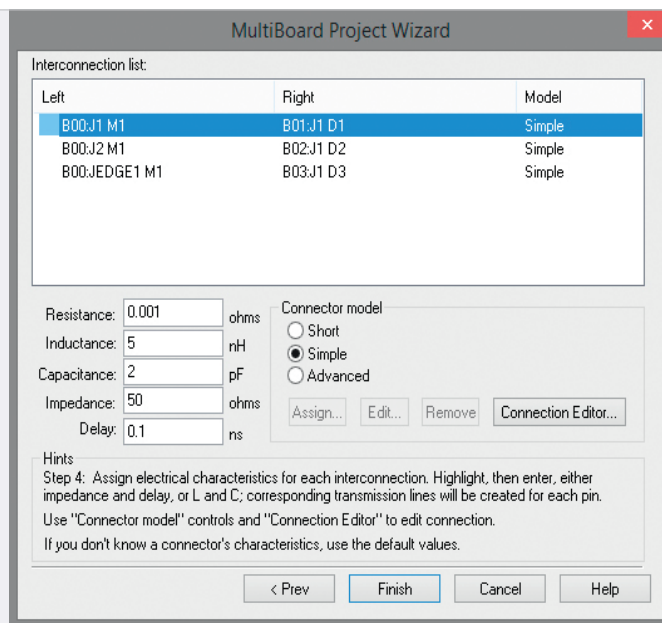 MultiBoard Project Wizard
Interconnection list:
Left Right Model
B00:J1 M1 B01:J1 D1 Simple
B00:J2 M1 B02:J1 D2 Simple
B00:JEDGE1 M1 B03:J1 D3 Simple
Resistance: 0.001 ohms
Inductance: 5 nH
Capacitance: 2 pF
Impedance: 50 ohms
Delay: 0.1 ns
Connector model
Short
Simple
Advanced
Assign... Edit... Remove Connection Editor...
Hints
Step 4: Assign electrical characteristics for each interconnection. Highlight, then enter, either
impedance and delay, or L and C; corresponding transmission lines will be created for each pin.
Use "Connector model" controls and "Connection Editor" to edit connection.
If you don't know a connector's characteristics, use the default values.
< Prev Finish Cancel Help